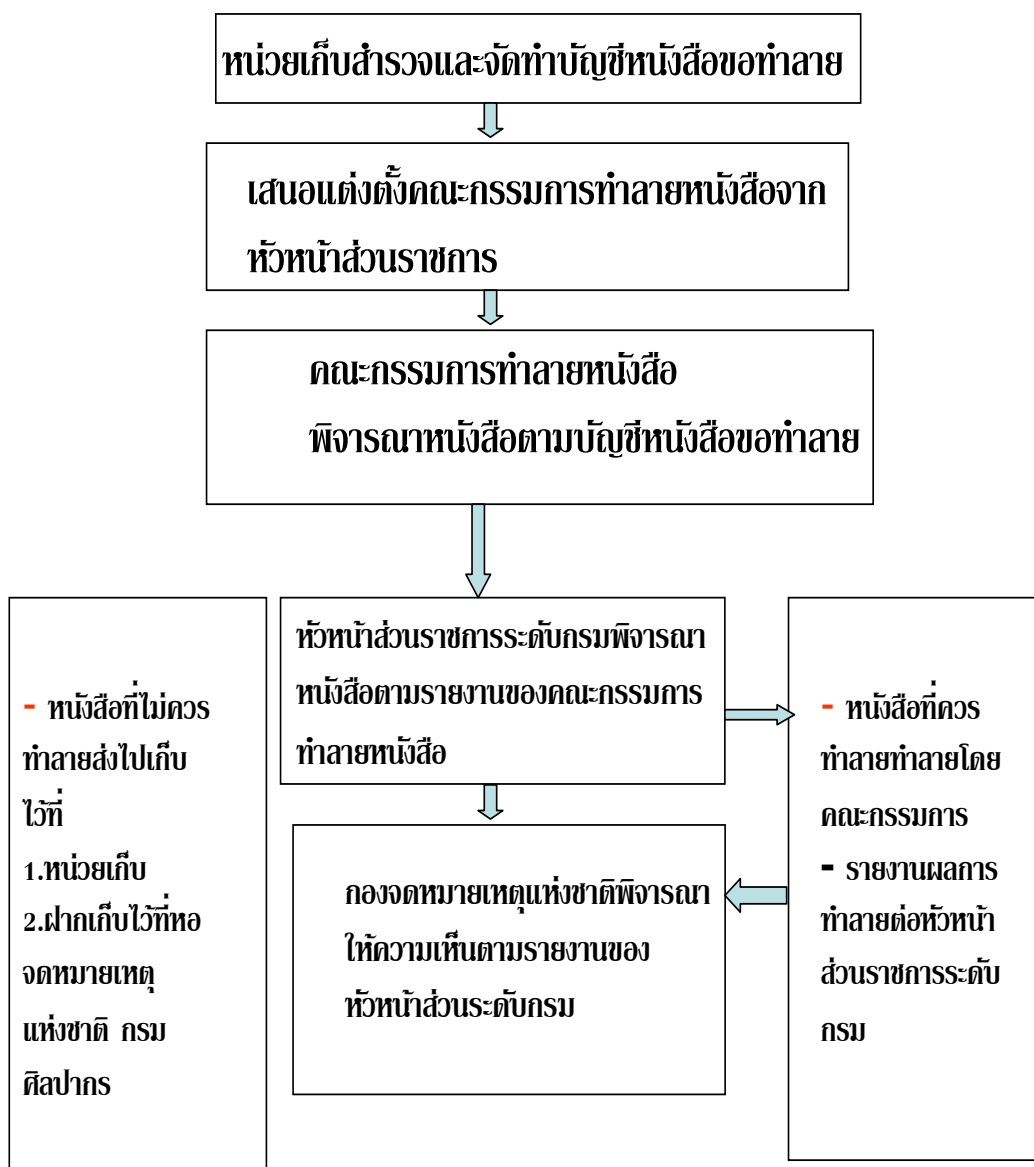 หน่วยเก็บสำรวจและจัดทำบัญชีหนังสือขอทำลาย
เสนอแต่งตั้งคณะกรรมการทำลายหนังสือจาก
หัวหน้าส่วนราชการ
คณะกรรมการทำลายหนังสือ
พิจารณาหนังสือตามบัญชีหนังสือขอทำลาย
- หนังสือที่ไม่ควร
ทำลายส่งไปเก็บ
ไว้ที่
1.หน่วยเก็บ
2.ฝากเก็บไว้ที่หอ
จดหมายเหตุ
แห่งชาติ กรม
ศิลปากร
หัวหน้าส่วนราชการระดับกรมพิจารณา
หนังสือตามรายงานของคณะกรรมการ
ทำลายหนังสือ
กองจดหมายเหตุแห่งชาติพิจารณา
ให้ความเห็นตามรายงานของ
หัวหน้าส่วนระดับกรม
- หนังสือที่ควร
ทำลายทำลายโดย
คณะกรรมการ
- รายงานผลการ
ทำลายต่อหัวหน้า
ส่วนราชการระดับ
กรม